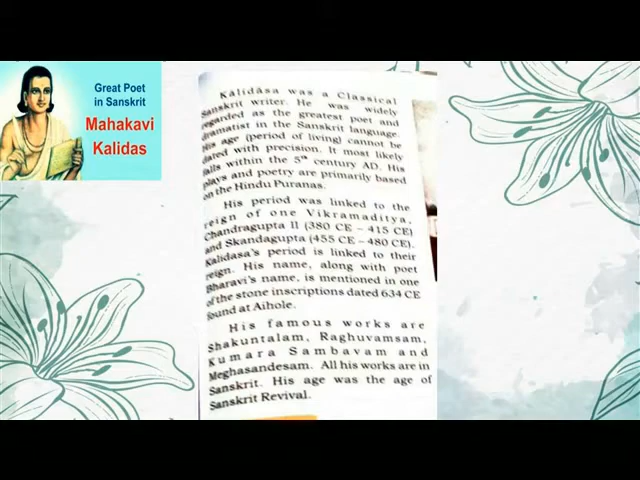 Great Poet
in Sanskrit
Mahakavi
Kalidas
Kâlidâsa was a Classical
Sanskrit writer. He was widely
regarded as the greatest poet and
dramatist in the Sanskrit language.
His age (period of living) cannot be
dated with precision. It most likely
falls within the 5th century AD. His
plays and poetry are primarily based
on the Hindu Puranas.
His period was linked to the
reign of one Vikramaditya,
Chandragupta II (380 CE – 415 CE)
and Skandagupta (455 CE – 480 CE).
Kalidasa's period is linked to their
reign. His name, along with poet
Bharavi's name, is mentioned in one
of the stone inscriptions dated 634 CE
found at Aihole.
His famous works are
Shakuntalam, Raghuvamsam,
Kumara Sambavam and
Meghasandesam. All his works are in
Sanskrit. His age was the age of
Sanskrit Revival.